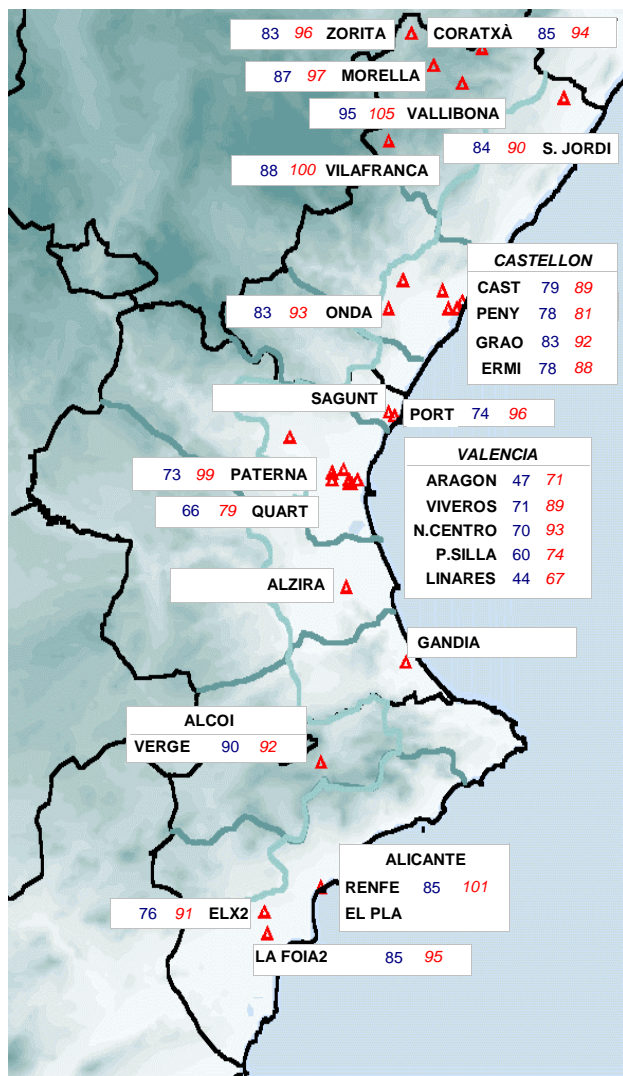 83 96 ZORITA
CORATXÀ 85 94
87 97 MORELLA
95 105 VALLIBONA
84 90 S. JORDI
88 100 VILAFRANCA
CASTELLON
CAST 79 89
PENY 78 81
GRAO 83 92
ERMI 78 88
83 93 ONDA
SAGUNT
PORT 74 96
VALENCIA
ARAGON 47 71
VIVEROS 71 89
N.CENTRO 70 93
P.SILLA 60 74
LINARES 44 67
73 99 PATERNA
66 79 QUART
ALZIRA
GANDIA
ALCOI
VERGE 90 92
ALICANTE
RENFE 85 101
EL PLA
76 91 ELX2
LA FOIA2 85 95